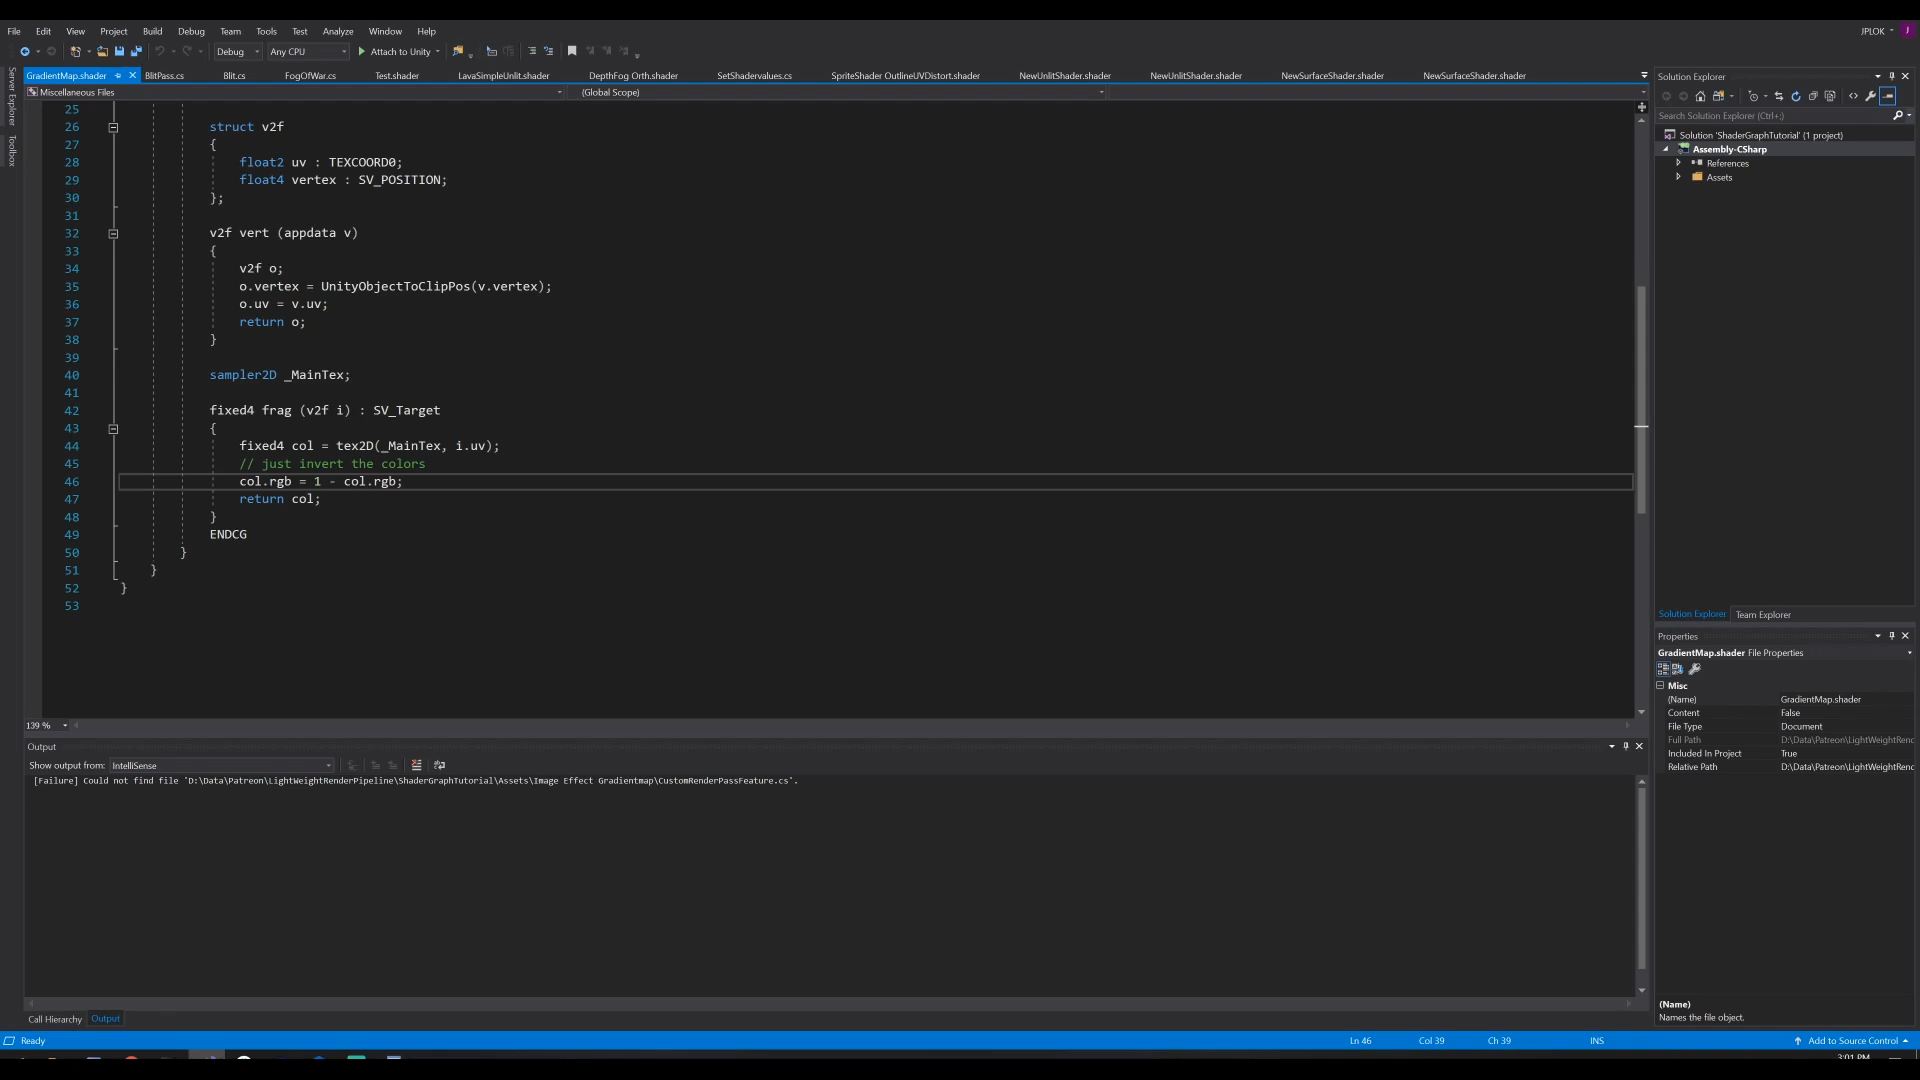 File Edit View Project Build Debug Team Tools Test Analyze Window Help JPLOK J
Debug Any CPU Attach to Unity
GradientMap.shader BlitPass.cs Blit.cs FogOfWar.cs Test.shader LavaSimpleUnlit.shader DepthFog Orth.shader SetShadervalues.cs SpriteShader OutlineUVDistort.shader NewUnlitShader.shader NewUnlitShader.shader NewSurfaceShader.shader NewSurfaceShader.shader
Miscellaneous Files (Global Scope)
Server Explorer
Toolbox
25
26 struct v2f
27 {
28 float2 uv : TEXCOORD0;
29 float4 vertex : SV_POSITION;
30 };
31
32 v2f vert (appdata v)
33 {
34 v2f o;
35 o.vertex = UnityObjectToClipPos(v.vertex);
36 o.uv = v.uv;
37 return o;
38 }
39
40 sampler2D _MainTex;
41
42 fixed4 frag (v2f i) : SV_Target
43 {
44 fixed4 col = tex2D(_MainTex, i.uv);
45 // just invert the colors
46 col.rgb = 1 - col.rgb;
47 return col;
48 }
49 ENDCG
50 }
51 }
52 }
53
139 %
Output
Show output from: IntelliSense
[Failure] Could not find file 'D:\Data\Patreon\LightWeightRenderPipeline\ShaderGraphTutorial\Assets\Image Effect Gradientmap\CustomRenderPassFeature.cs'.
Call Hierarchy Output
Solution Explorer
Search Solution Explorer (Ctrl+;)
Solution 'ShaderGraphTutorial' (1 project)
Assembly-CSharp
References
Assets
Solution Explorer Team Explorer
Properties
GradientMap.shader File Properties
Misc
(Name) GradientMap.shader
Content False
File Type Document
Full Path D:\Data\Patreon\LightWeightRenc
Included In Project True
Relative Path D:\Data\Patreon\LightWeightRenc
(Name)
Names the file object.
Ready Ln 46 Col 39 Ch 39 INS Add to Source Control
3:01 PM